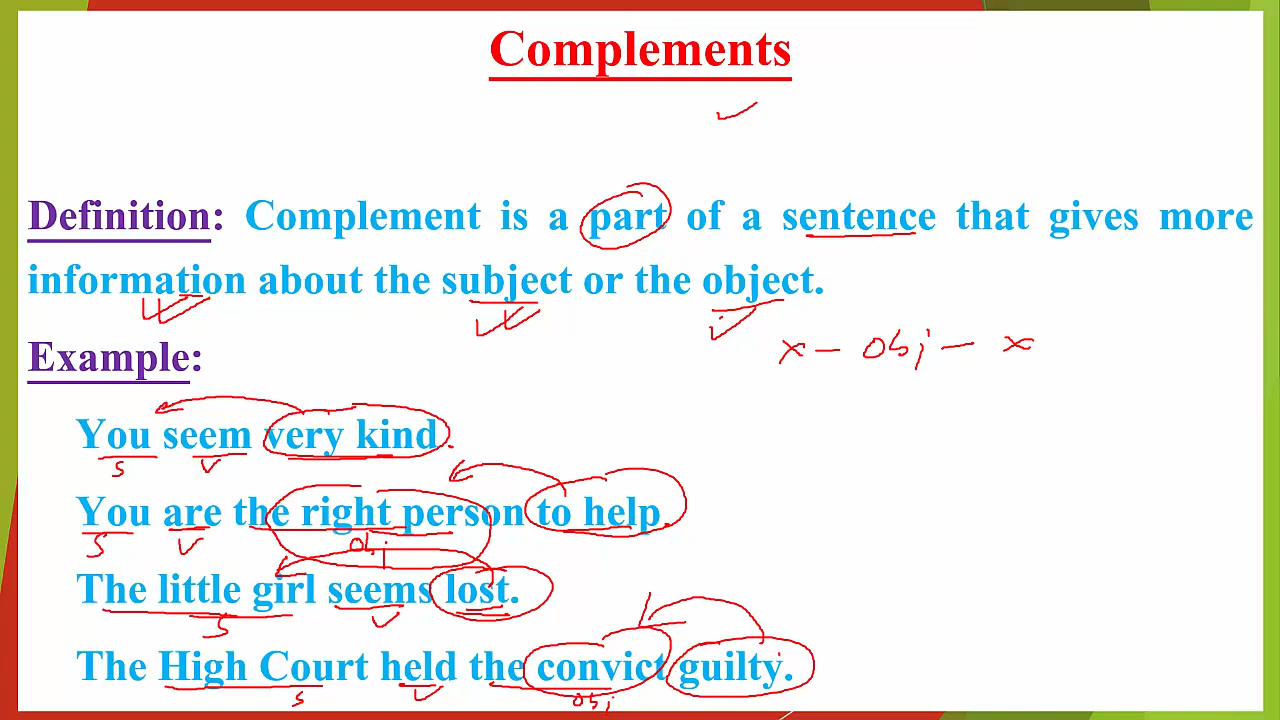 Complements
Definition: Complement is a part of a sentence that gives more
information about the subject or the object.
x - obj - x
Example:
You seem very kind.
S V
You are the right person to help.
S V obj
The little girl seems lost.
S V
The High Court held the convict guilty.
S V obj